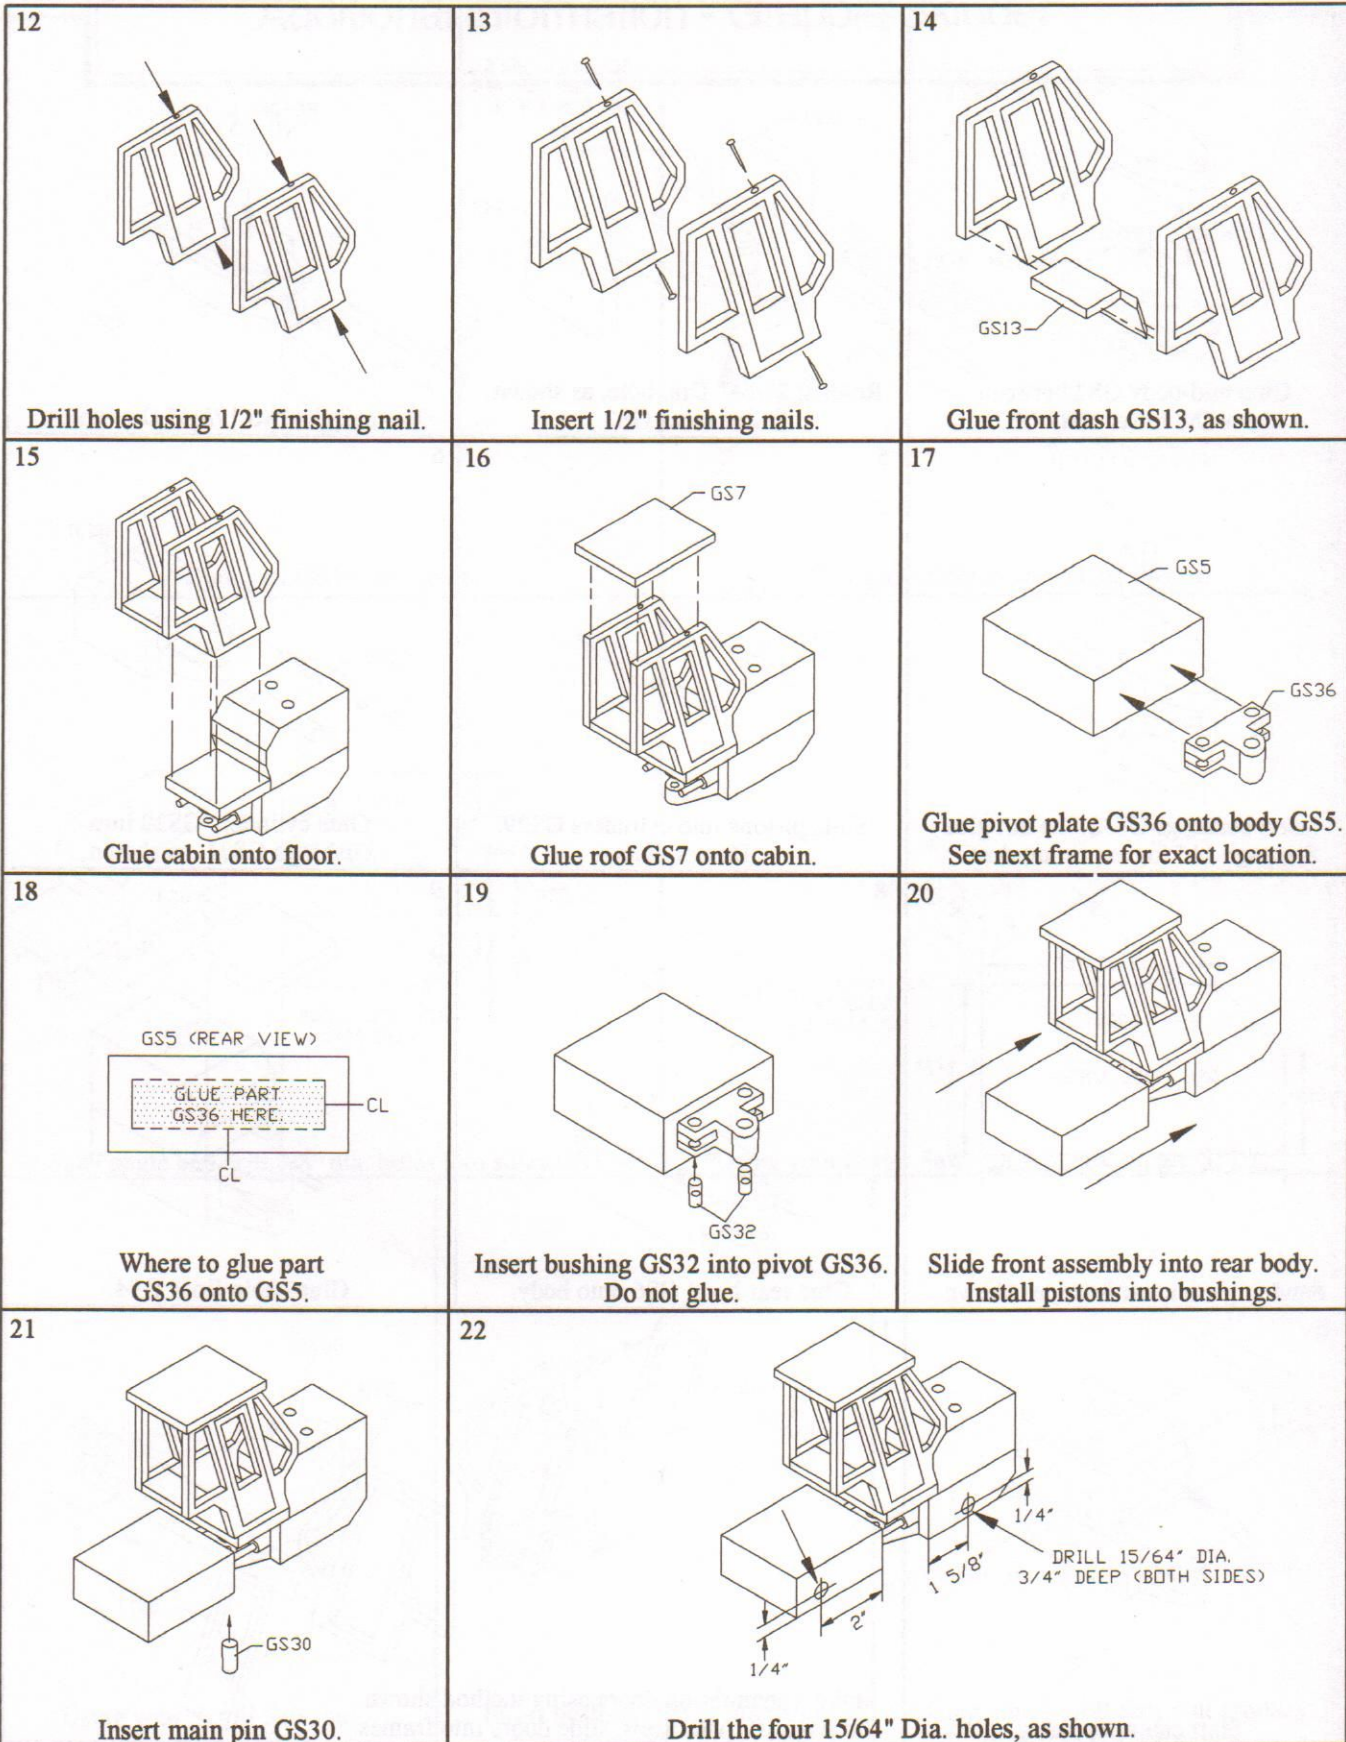 12
Drill holes using 1/2" finishing nail.
13
Insert 1/2" finishing nails.
14
GS13
Glue front dash GS13, as shown.
15
Glue cabin onto floor.
16
GS7
Glue roof GS7 onto cabin.
17
GS5
GS36
Glue pivot plate GS36 onto body GS5.
See next frame for exact location.
18
GS5 (REAR VIEW)
GLUE PART
GS36 HERE.
CL
CL
Where to glue part
GS36 onto GS5.
19
GS32
Insert bushing GS32 into pivot GS36.
Do not glue.
20
Slide front assembly into rear body.
Install pistons into bushings.
21
GS30
Insert main pin GS30.
22
1/4"
1 5/8"
DRILL 15/64" DIA.
3/4" DEEP (BOTH SIDES)
2"
1/4"
Drill the four 15/64" Dia. holes, as shown.